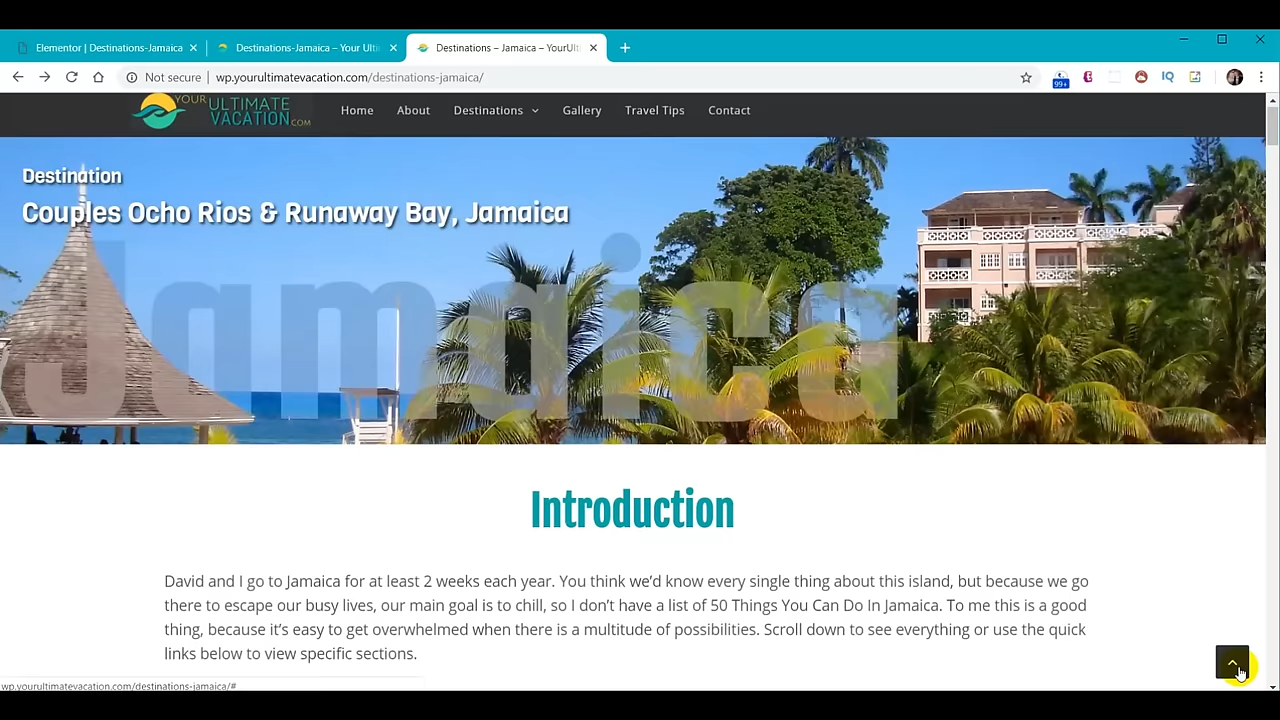 Elementor | Destinations-Jamaica
Destinations-Jamaica – Your Ulti
Destinations – Jamaica – YourUlt
Not secure | wp.yourultimatevacation.com/destinations-jamaica/
99+
IQ
YOUR ULTIMATE
VACATION.COM
Home About Destinations Gallery Travel Tips Contact
Destination
Couples Ocho Rios & Runaway Bay, Jamaica
Jamaica
Introduction
David and I go to Jamaica for at least 2 weeks each year. You think we'd know every single thing about this island, but because we go
there to escape our busy lives, our main goal is to chill, so I don't have a list of 50 Things You Can Do In Jamaica. To me this is a good
thing, because it's easy to get overwhelmed when there is a multitude of possibilities. Scroll down to see everything or use the quick
links below to view specific sections.
wp.yourultimatevacation.com/destinations-jamaica/#